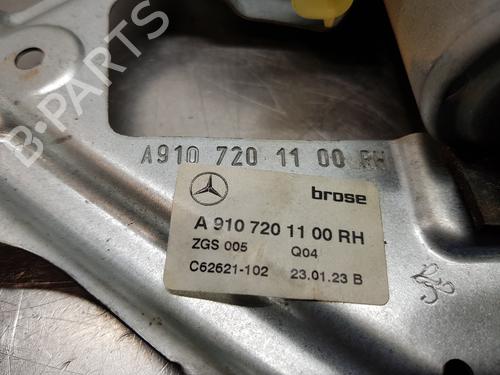 A910 720 11 00 RH
brose
A 910 720 11 00 RH
ZGS 005 Q04
C62621-102 23.01.23 B
B-PARTS